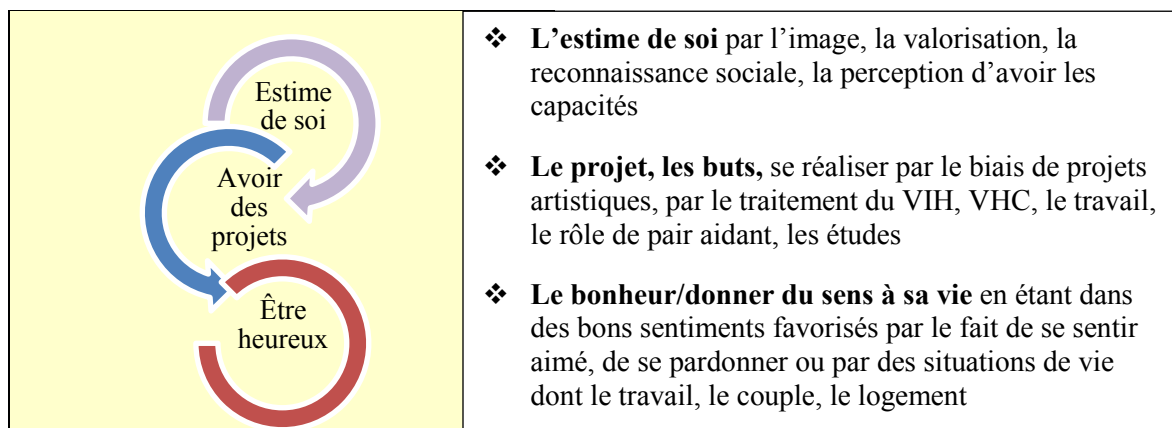 Estime
de soi
Avoir
des
projets
Être
heureux
❖ L’estime de soi par l’image, la valorisation, la
reconnaissance sociale, la perception d’avoir les
capacités
❖ Le projet, les buts, se réaliser par le biais de projets
artistiques, par le traitement du VIH, VHC, le travail,
le rôle de pair aidant, les études
❖ Le bonheur/donner du sens à sa vie en étant dans
des bons sentiments favorisés par le fait de se sentir
aimé, de se pardonner ou par des situations de vie
dont le travail, le couple, le logement